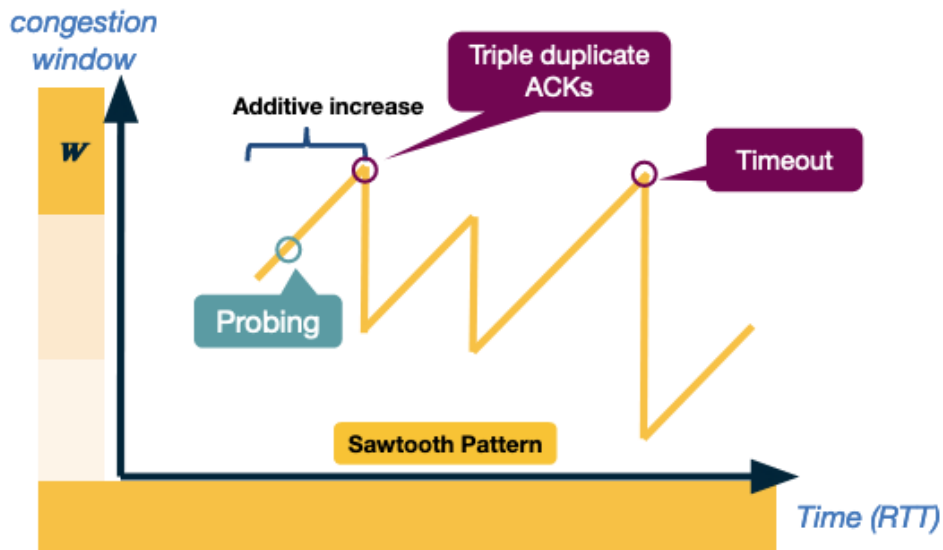 congestion
window
W
Additive increase
Triple duplicate
ACKs
Timeout
Probing
Sawtooth Pattern
Time (RTT)